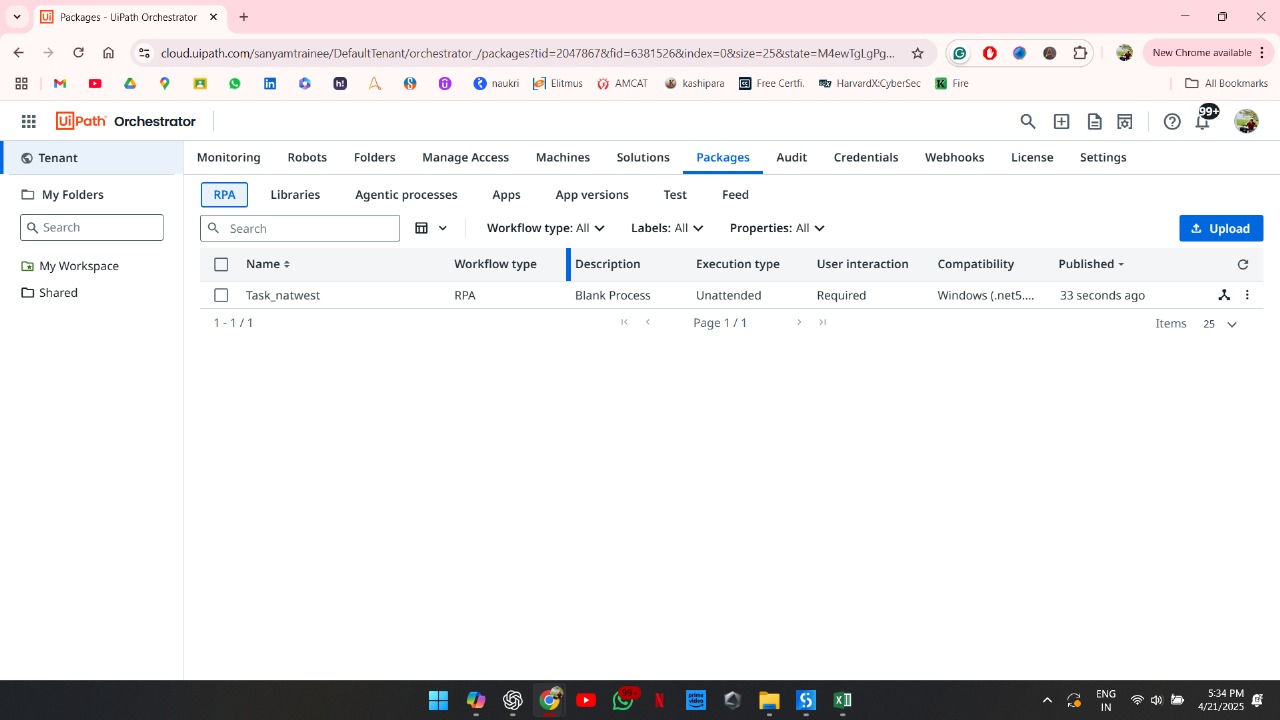 Packages - UiPath Orchestrator
cloud.uipath.com/sanyamtrainee/DefaultTenant/orchestrator_/packages?tid=2047867&fid=6381526&index=0&size=25&state=M4ewTgLgPg...
New Chrome available
naukri
Elitmus
AMCAT
kashipara
Free Certfi.
HarvardX:CyberSec
Fire
All Bookmarks
UiPath Orchestrator
99+
Tenant
Monitoring
Robots
Folders
Manage Access
Machines
Solutions
Packages
Audit
Credentials
Webhooks
License
Settings
My Folders
RPA
Libraries
Agentic processes
Apps
App versions
Test
Feed
Search
Search
Workflow type: All
Labels: All
Properties: All
Upload
My Workspace
Shared
Name
Workflow type
Description
Execution type
User interaction
Compatibility
Published
Task_natwest
RPA
Blank Process
Unattended
Required
Windows (.net5....
33 seconds ago
1 - 1 / 1
Page 1 / 1
Items
25
99+
ENG
IN
5:34 PM
4/21/2025